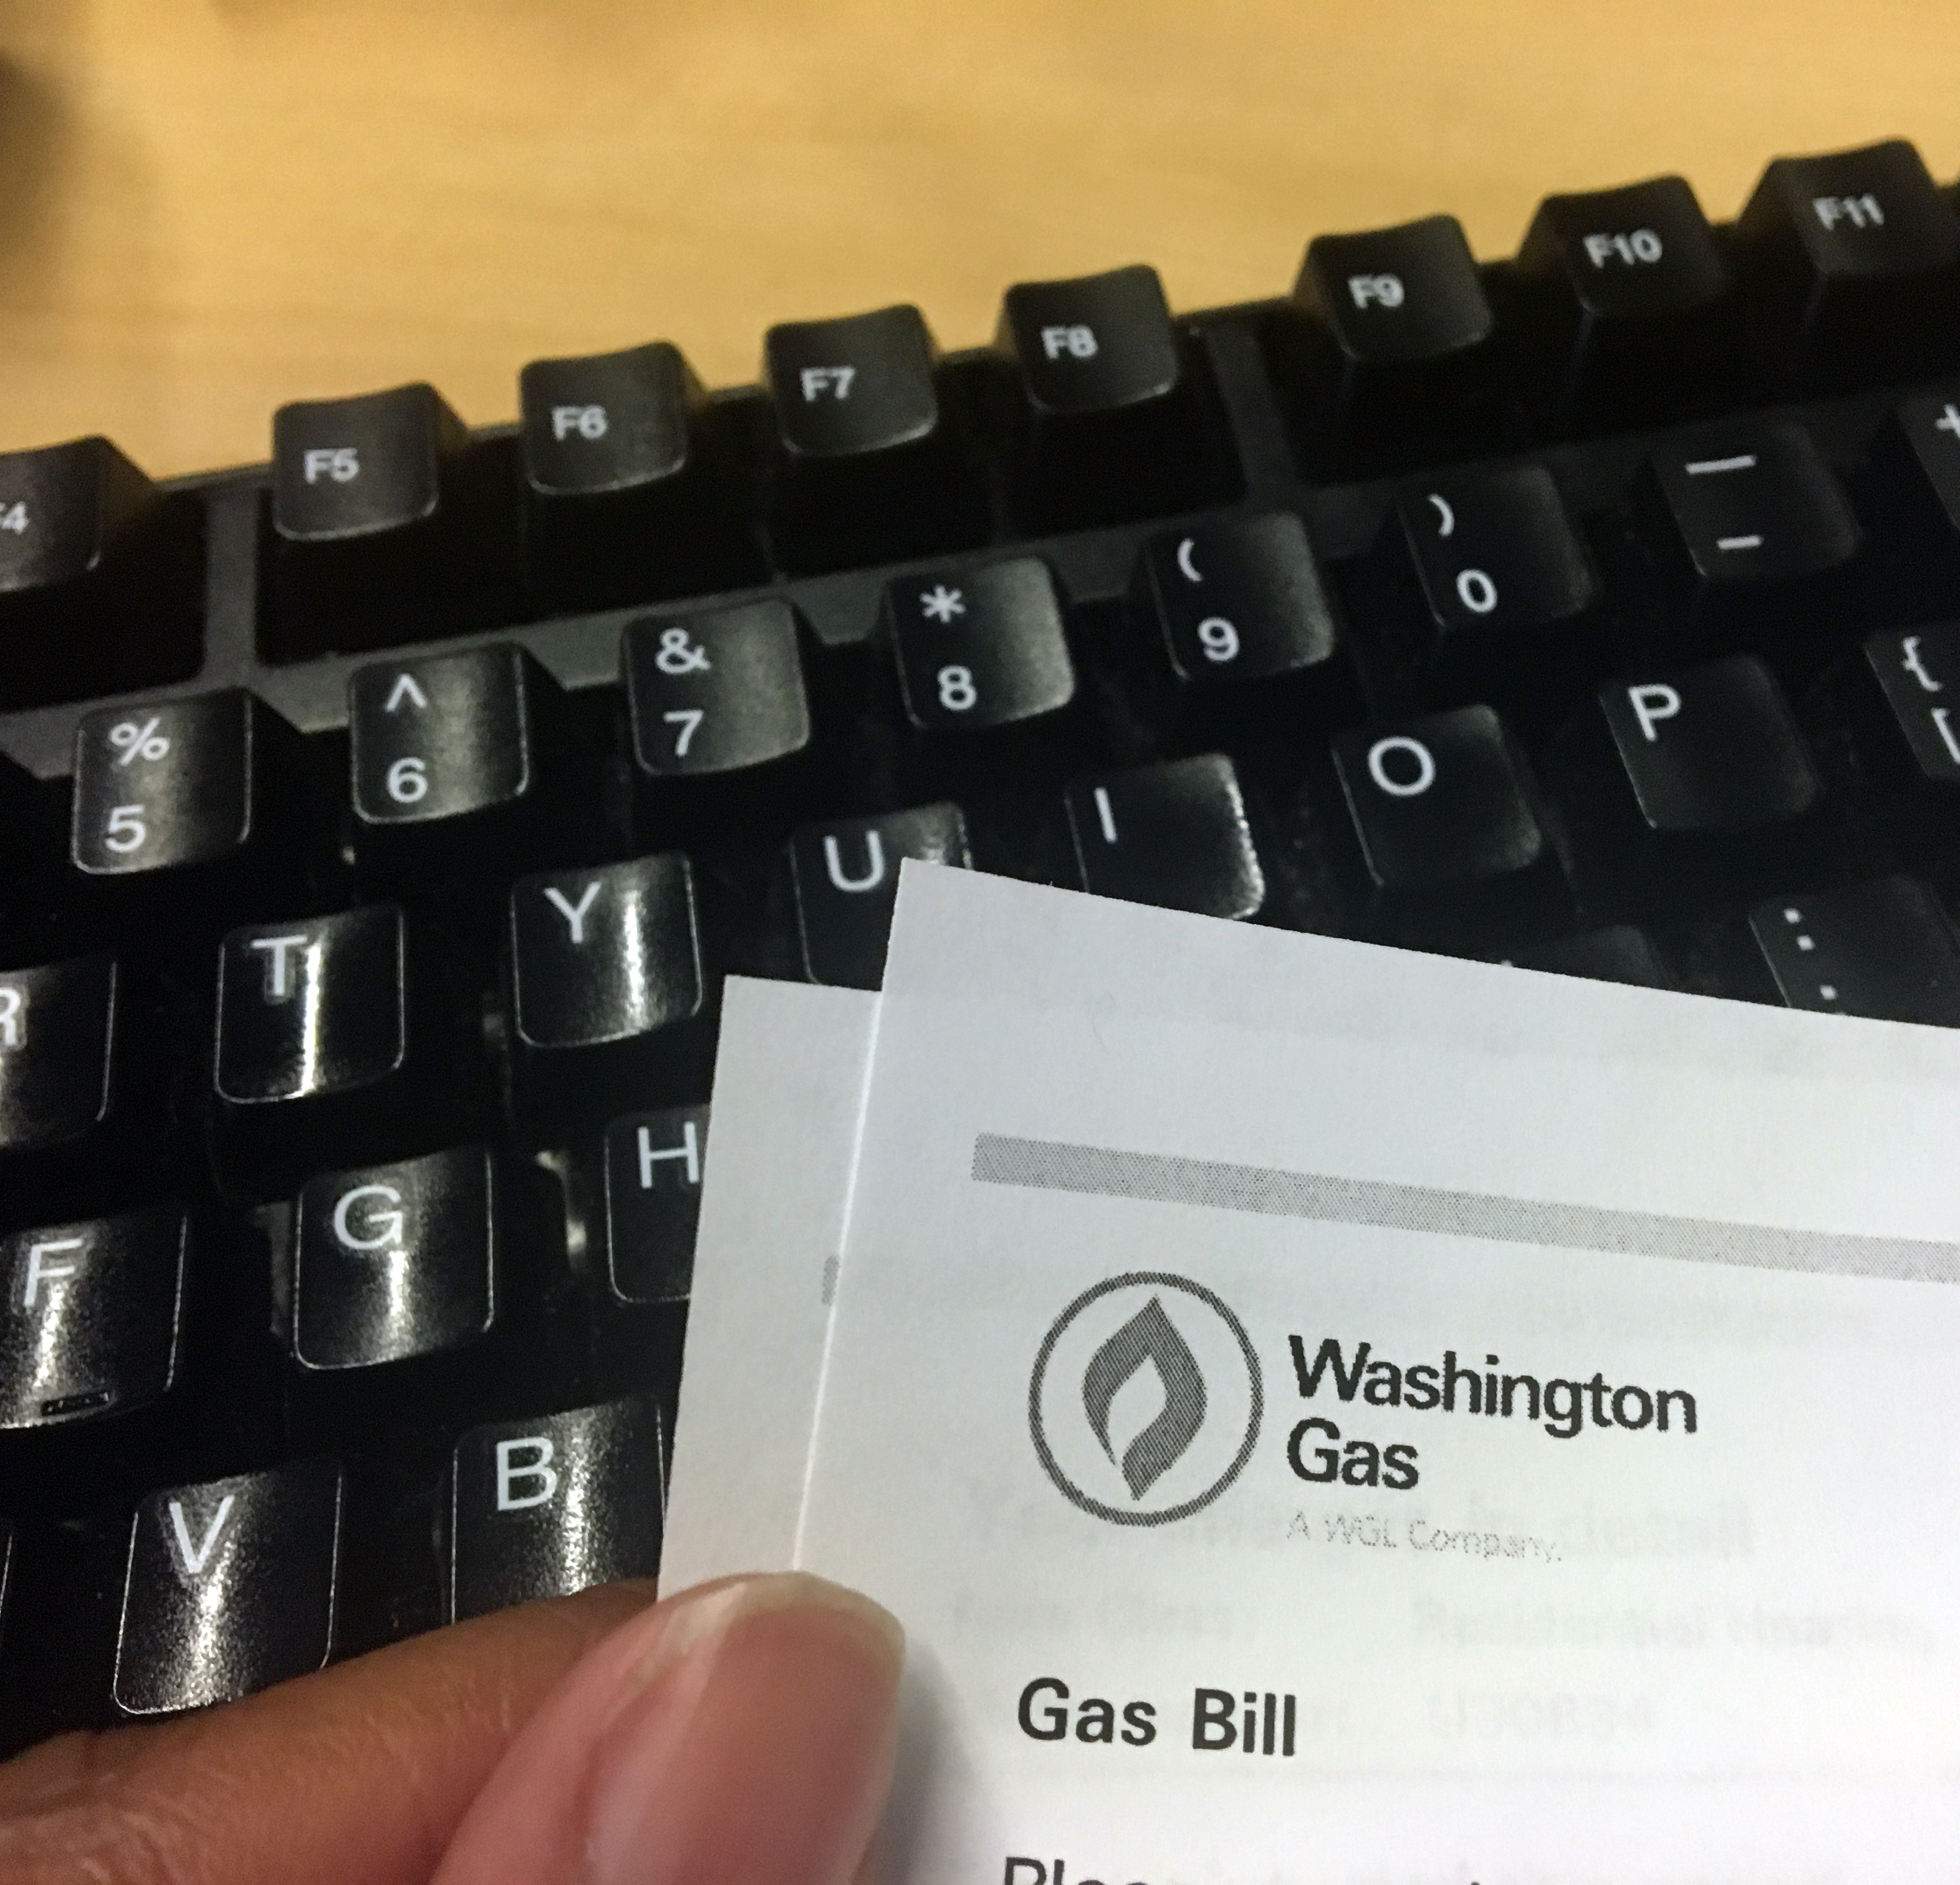 F5 F6 F7 F8 F9 F10 F11
% ^ & * ( ) — +
5 6 7 8 9 0 -
R T Y U I O P { [
F G H :
V B
Washington
Gas
A WGL Company.
Gas Bill